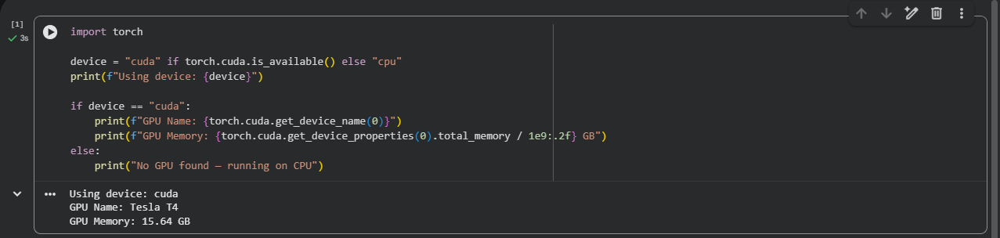 [1]
3s
import torch
device = "cuda" if torch.cuda.is_available() else "cpu"
print(f"Using device: {device}")
if device == "cuda":
    print(f"GPU Name: {torch.cuda.get_device_name(0)}")
    print(f"GPU Memory: {torch.cuda.get_device_properties(0).total_memory / 1e9:.2f} GB")
else:
    print("No GPU found — running on CPU")
Using device: cuda
GPU Name: Tesla T4
GPU Memory: 15.64 GB